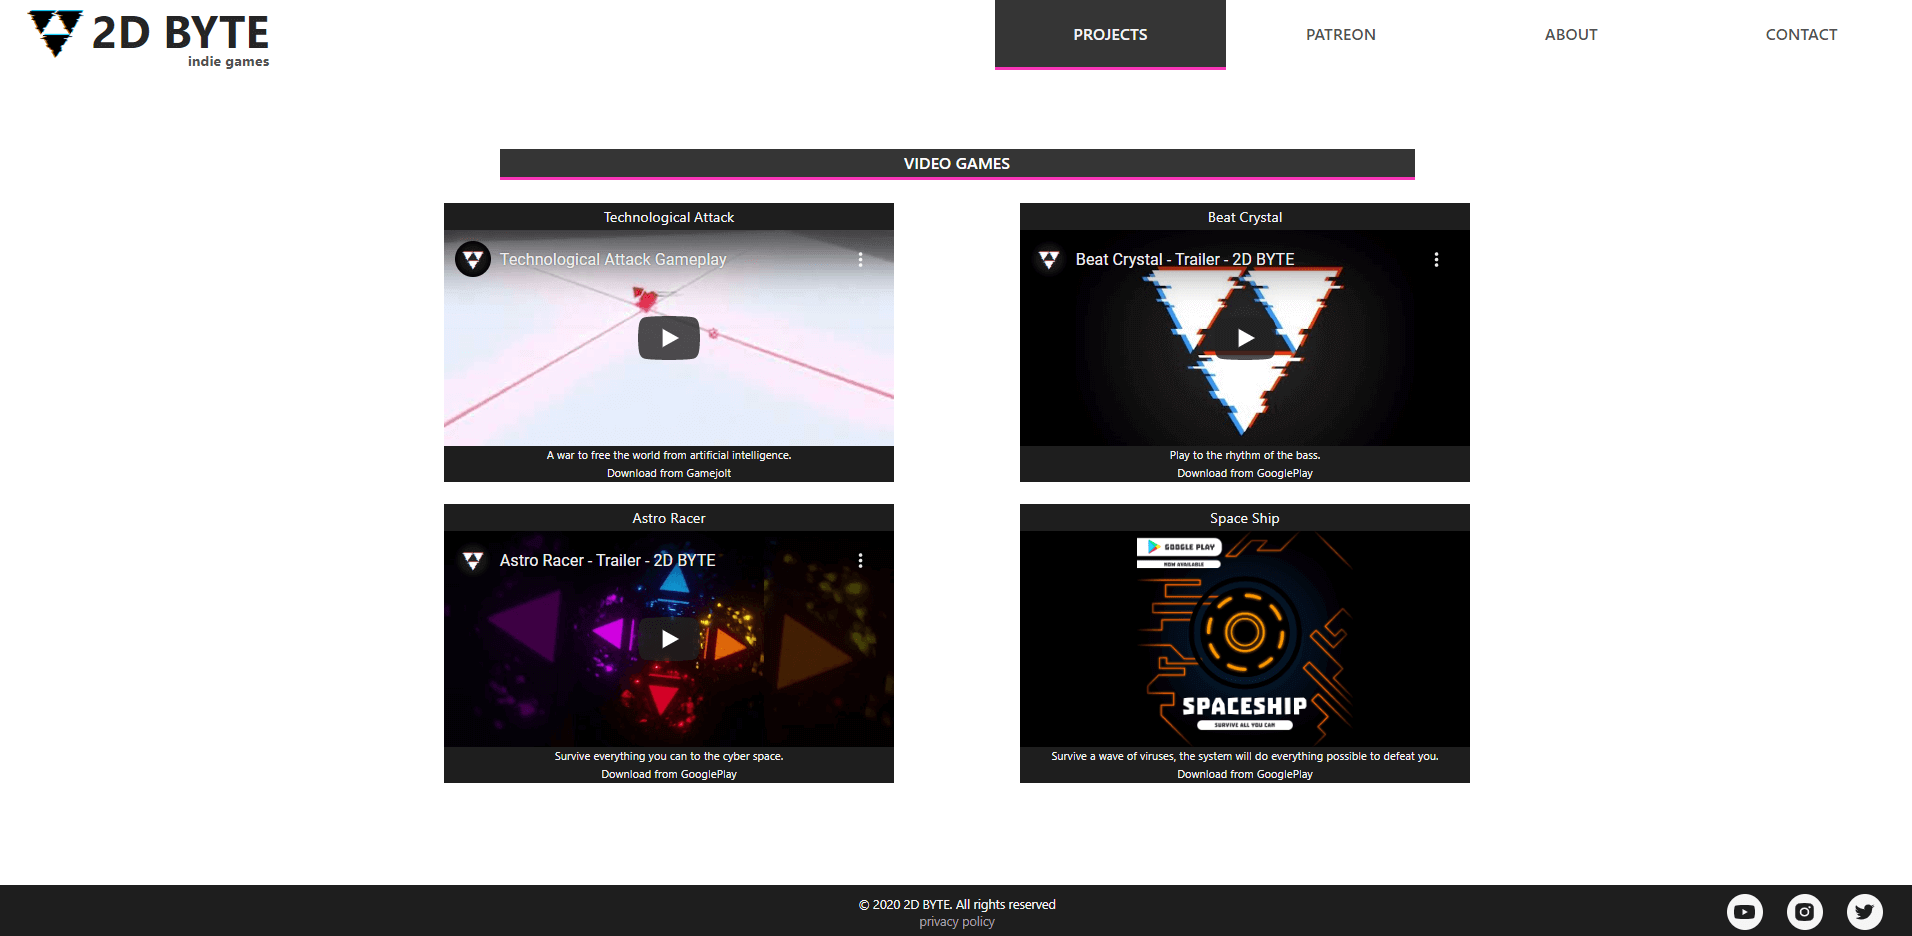 2D BYTE
indie games
PROJECTS
PATREON
ABOUT
CONTACT
VIDEO GAMES
Technological Attack
Technological Attack Gameplay
A war to free the world from artificial intelligence.
Download from Gamejolt
Beat Crystal
Beat Crystal - Trailer - 2D BYTE
Play to the rhythm of the bass.
Download from GooglePlay
Astro Racer
Astro Racer - Trailer - 2D BYTE
Survive everything you can to the cyber space.
Download from GooglePlay
Space Ship
GOOGLE PLAY
NOW AVAILABLE
SPACESHIP
SURVIVE ALL YOU CAN
Survive a wave of viruses, the system will do everything possible to defeat you.
Download from GooglePlay
© 2020 2D BYTE. All rights reserved
privacy policy